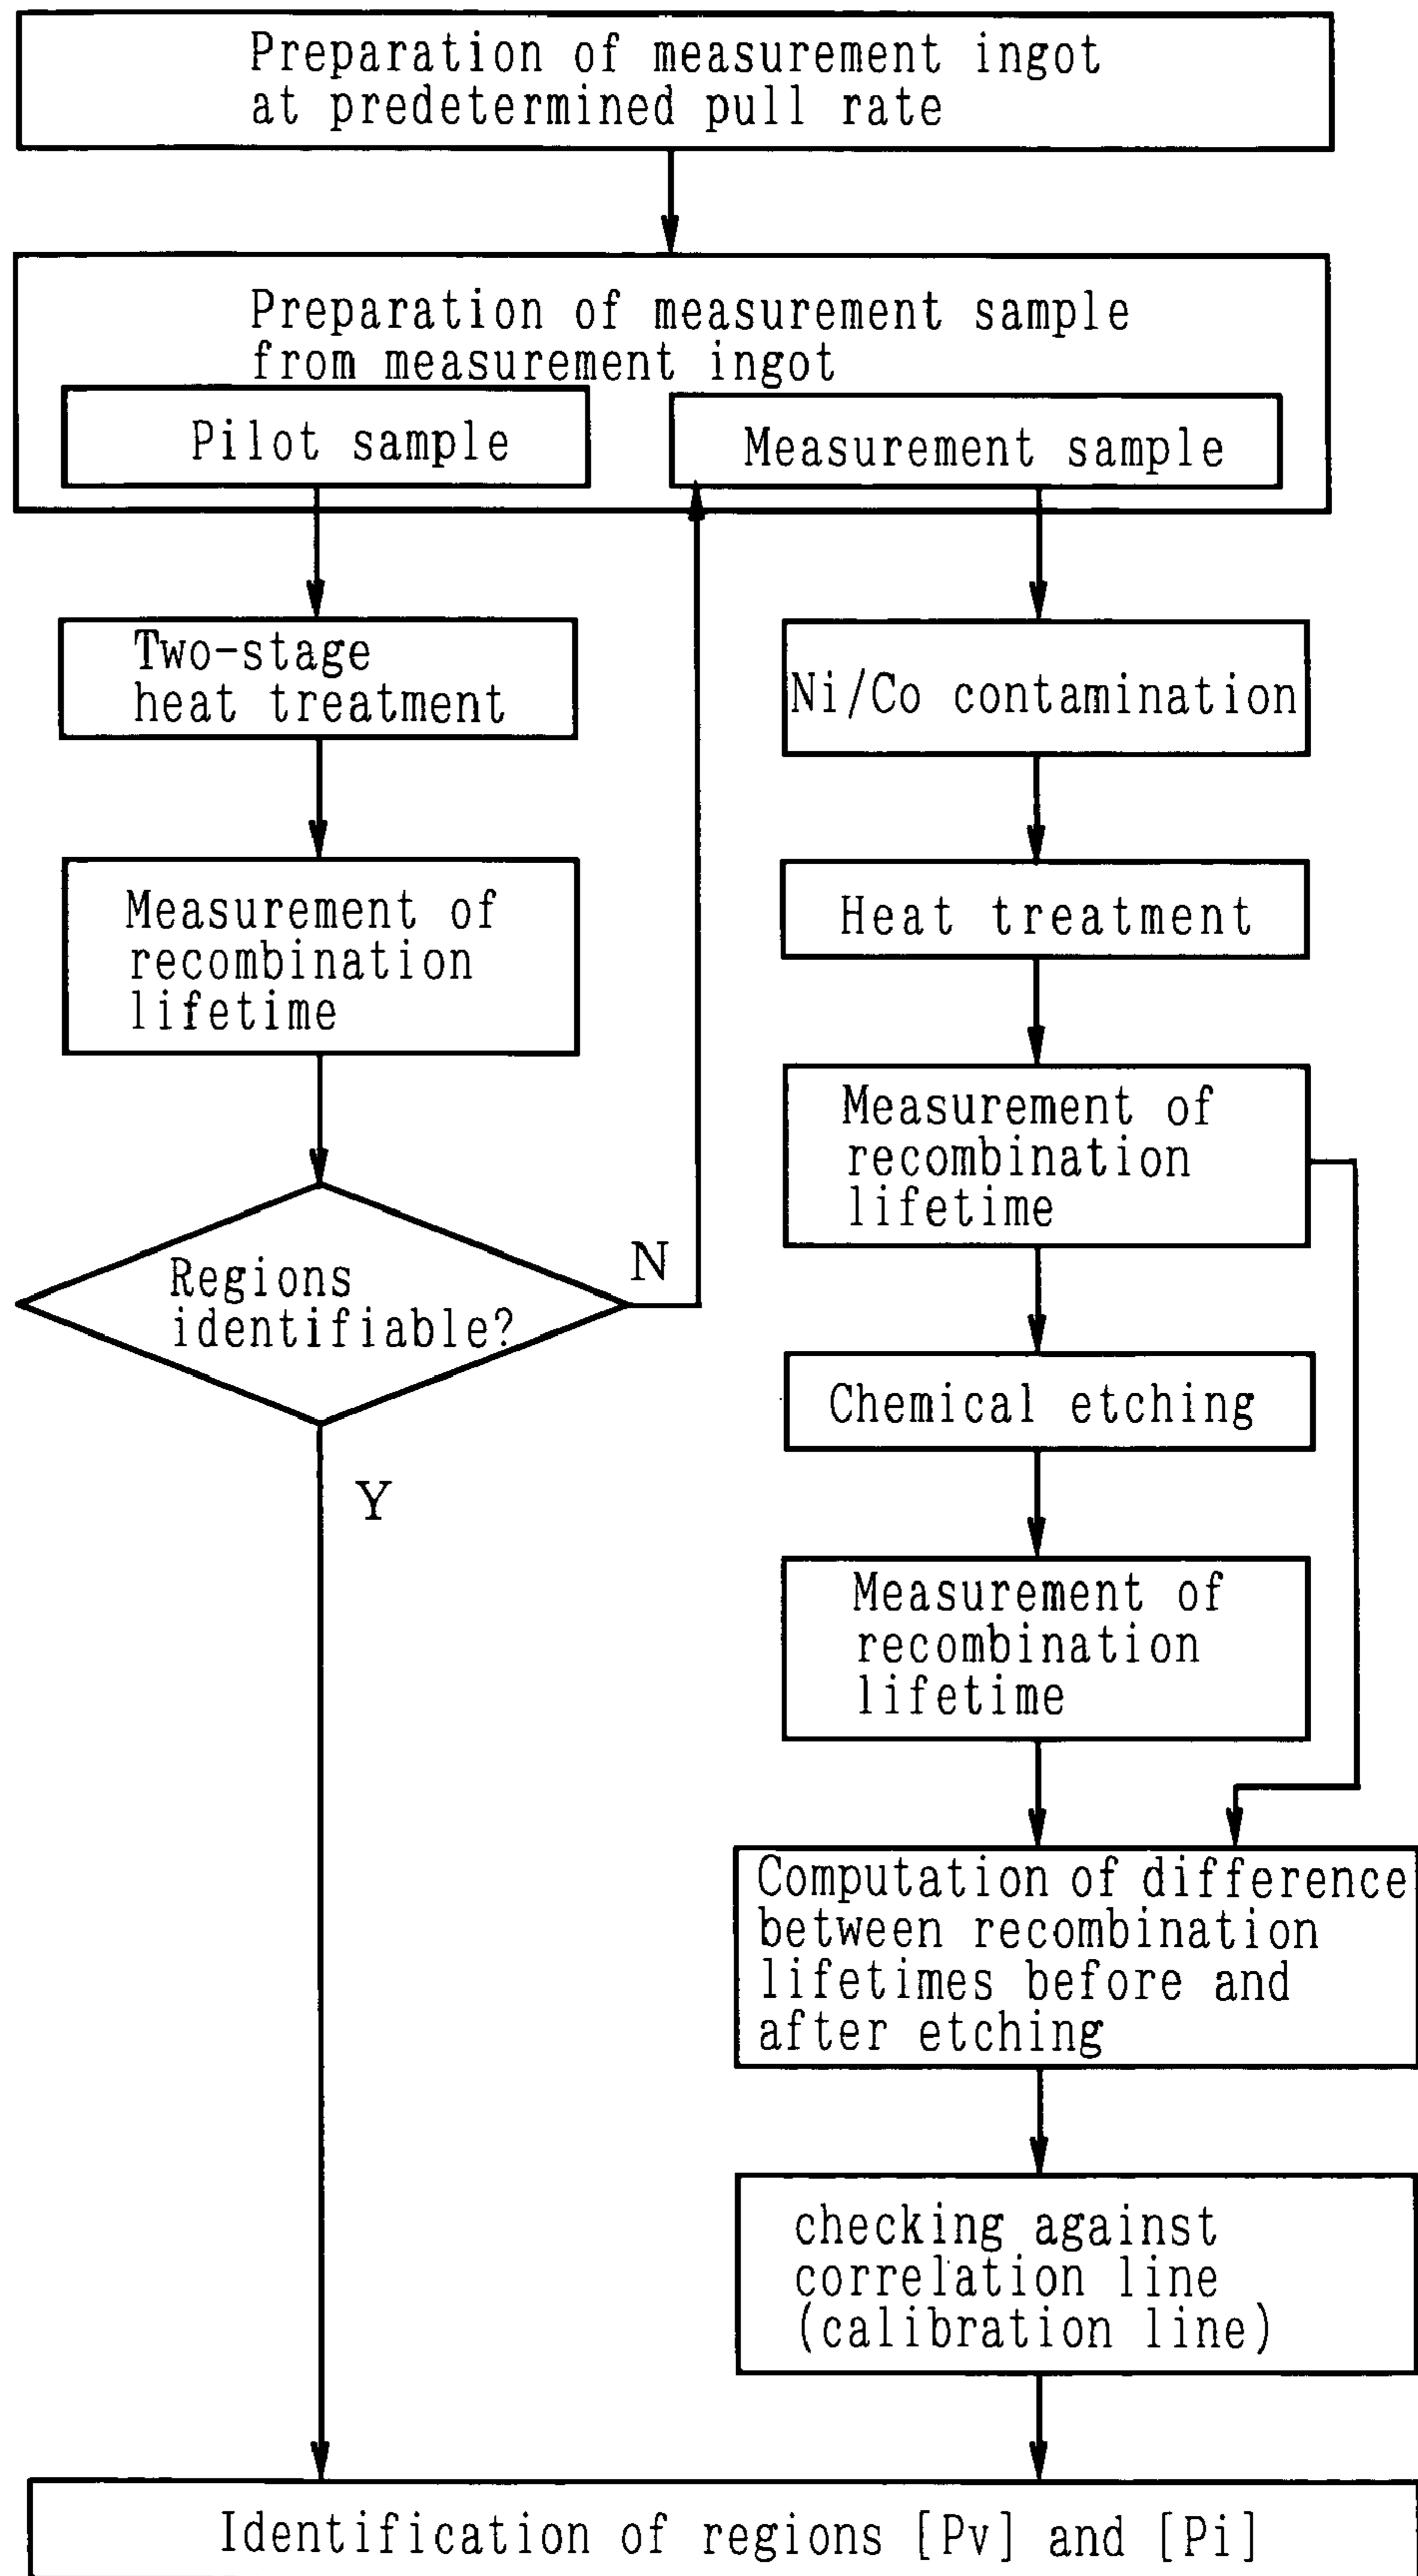 Preparation of measurement ingot
at predetermined pull rate
Preparation of measurement sample
from measurement ingot
Pilot sample
Measurement sample
Two-stage
heat treatment
Measurement of
recombination
lifetime
Regions
identifiable?
N
Y
Ni/Co contamination
Heat treatment
Measurement of
recombination
lifetime
Chemical etching
Measurement of
recombination
lifetime
Computation of difference
between recombination
lifetimes before and
after etching
checking against
correlation line
(calibration line)
Identification of regions [Pv] and [Pi]